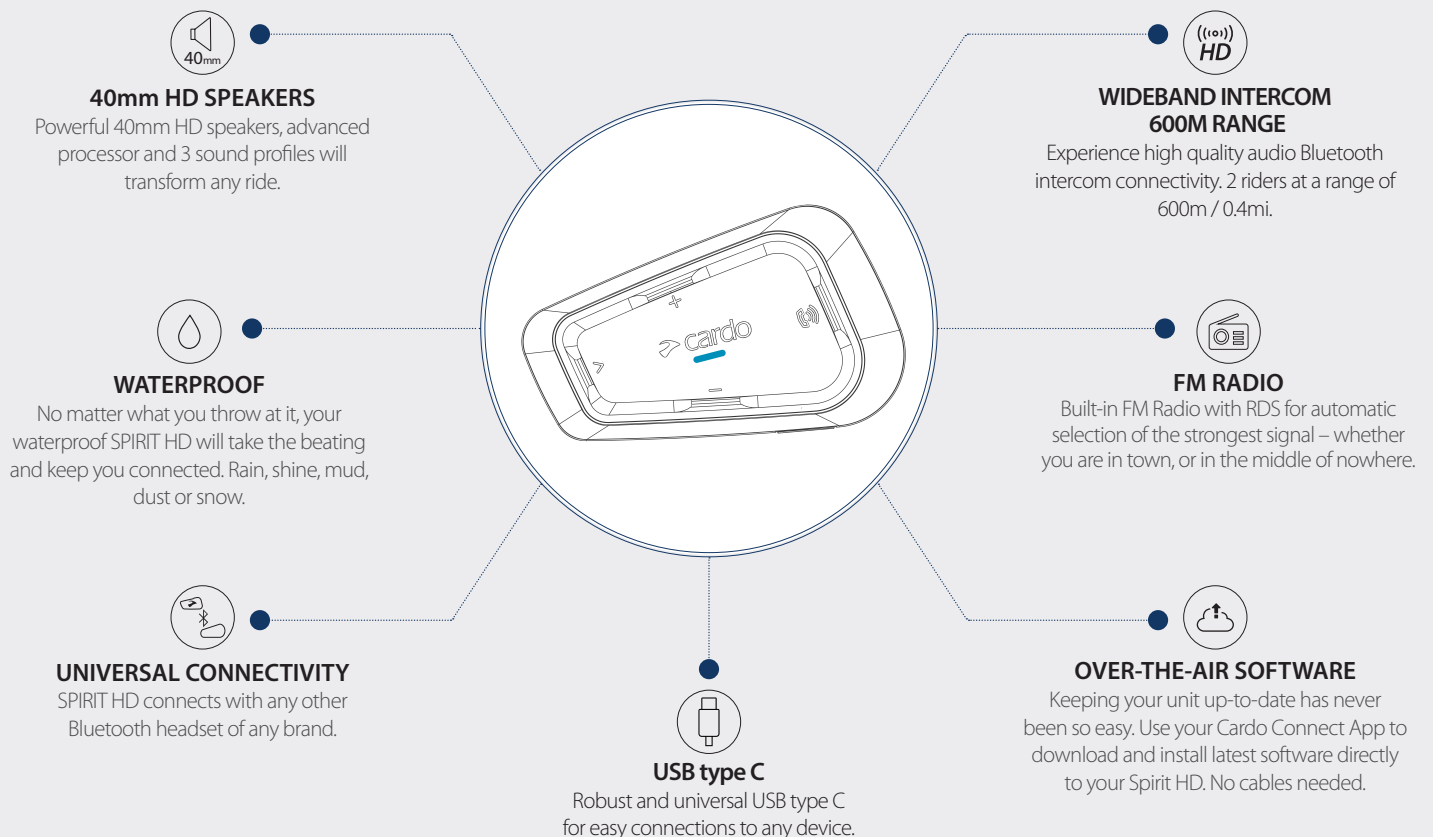 40mm
40mm HD SPEAKERS
Powerful 40mm HD speakers, advanced
processor and 3 sound profiles will
transform any ride.
((o))
HD
WIDEBAND INTERCOM
600M RANGE
Experience high quality audio Bluetooth
intercom connectivity. 2 riders at a range of
600m / 0.4mi.
+
cardo
−
WATERPROOF
No matter what you throw at it, your
waterproof SPIRIT HD will take the beating
and keep you connected. Rain, shine, mud,
dust or snow.
FM RADIO
Built-in FM Radio with RDS for automatic
selection of the strongest signal – whether
you are in town, or in the middle of nowhere.
UNIVERSAL CONNECTIVITY
SPIRIT HD connects with any other
Bluetooth headset of any brand.
USB type C
Robust and universal USB type C
for easy connections to any device.
OVER-THE-AIR SOFTWARE
Keeping your unit up-to-date has never
been so easy. Use your Cardo Connect App to
download and install latest software directly
to your Spirit HD. No cables needed.